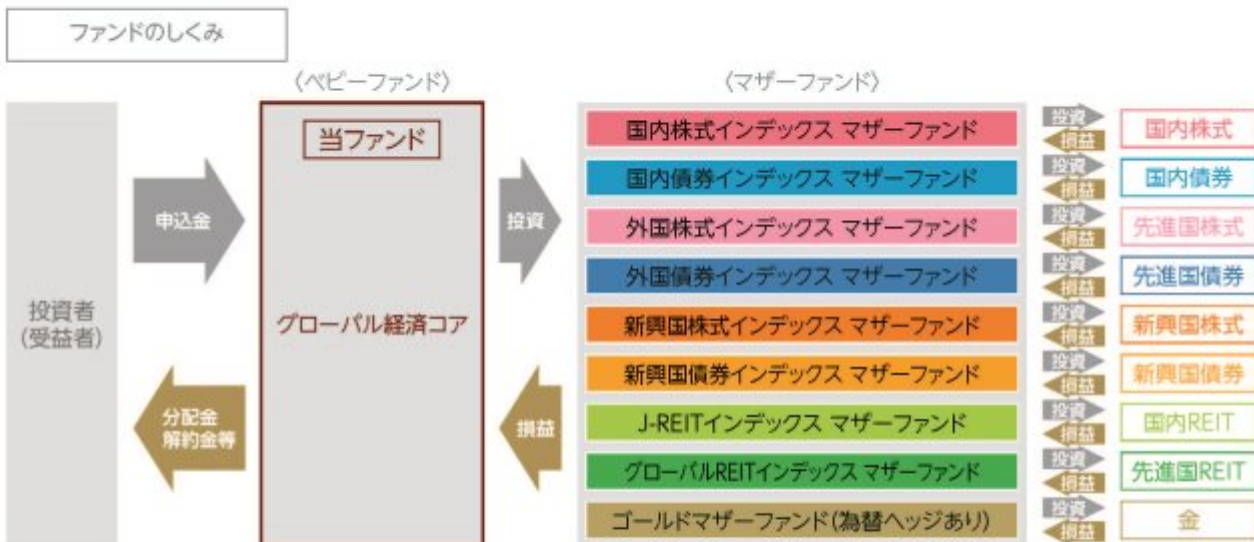 ファンドのしくみ
〈ベビーファンド〉
〈マザーファンド〉
投資者
(受益者)
申込金
分配金
解約金等
当ファンド
グローバル経済コア
投資
損益
国内株式インデックス マザーファンド
投資
損益
国内株式
国内債券インデックス マザーファンド
投資
損益
国内債券
外国株式インデックス マザーファンド
投資
損益
先進国株式
外国債券インデックス マザーファンド
投資
損益
先進国債券
新興国株式インデックス マザーファンド
投資
損益
新興国株式
新興国債券インデックス マザーファンド
投資
損益
新興国債券
J-REITインデックス マザーファンド
投資
損益
国内REIT
グローバルREITインデックス マザーファンド
投資
損益
先進国REIT
ゴールドマザーファンド(為替ヘッジあり)
投資
損益
金